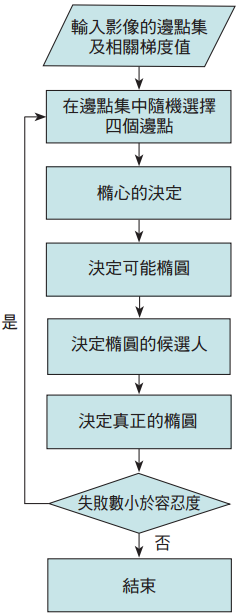 輸入影像的邊點集
及相關梯度值
在邊點集中隨機選擇
四個邊點
橢心的決定
決定可能橢圓
決定橢圓的候選人
決定真正的橢圓
失敗數小於容忍度
是
否
結束